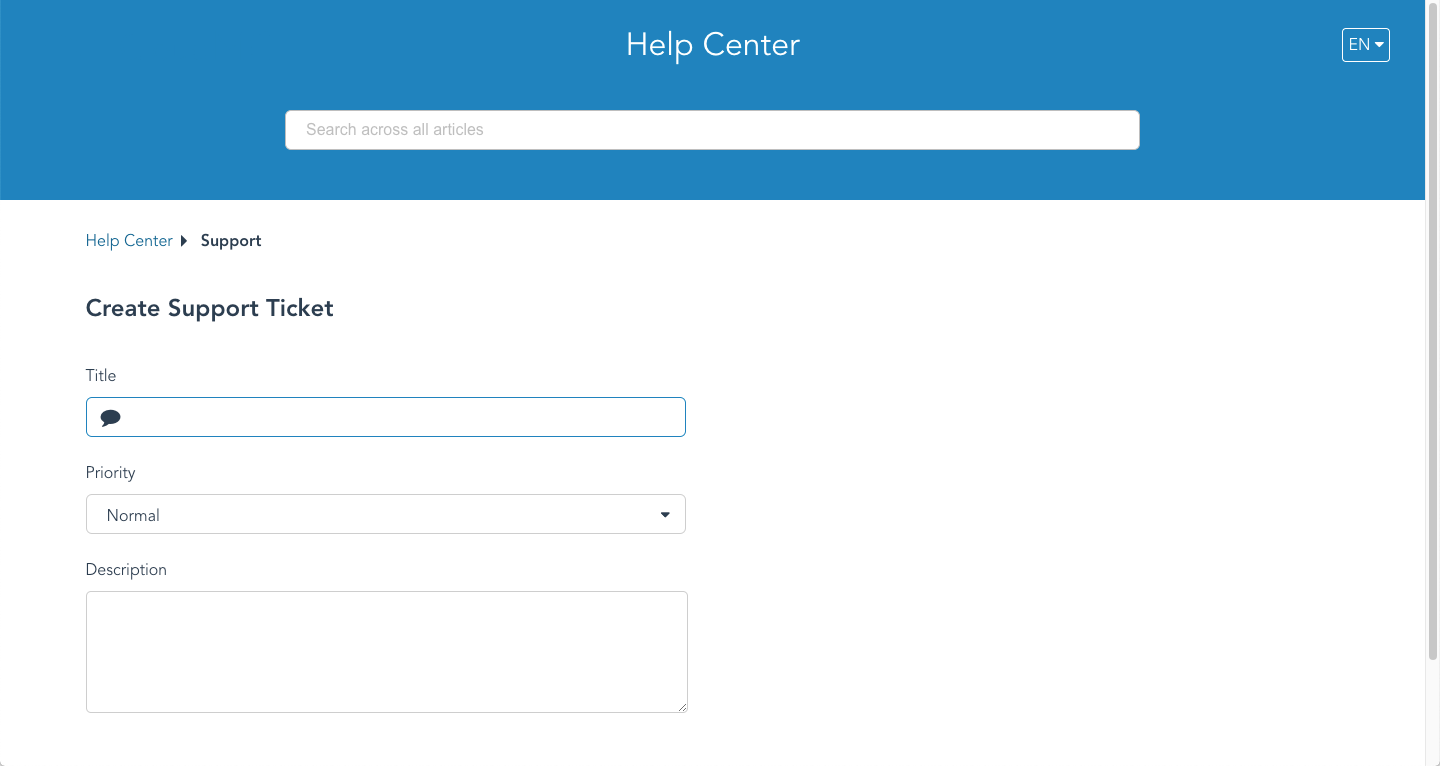 Help Center
EN
Search across all articles
Help Center Support
Create Support Ticket
Title
Priority
Normal
Description